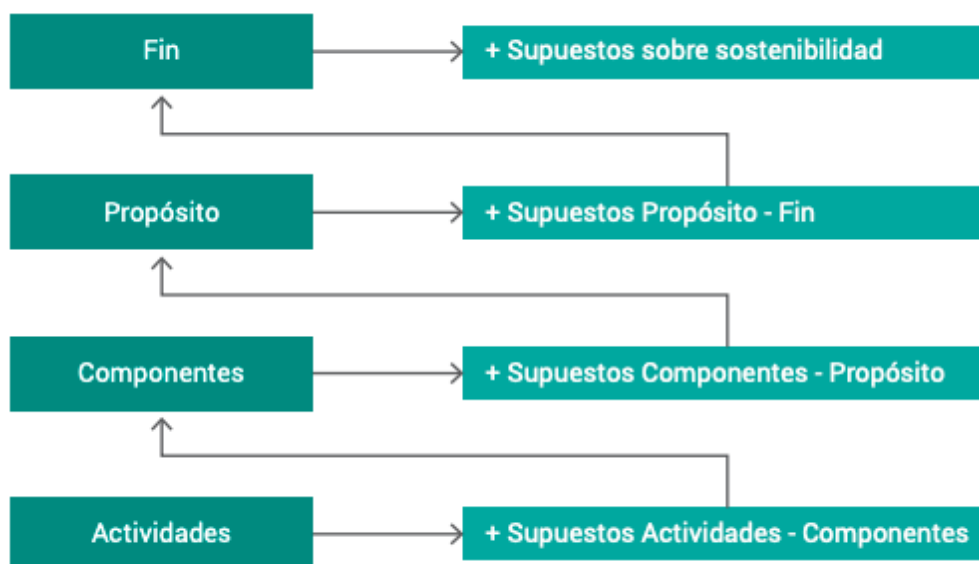 Fin
+ Supuestos sobre sostenibilidad
Propósito
+ Supuestos Propósito - Fin
Componentes
+ Supuestos Componentes - Propósito
Actividades
+ Supuestos Actividades - Componentes